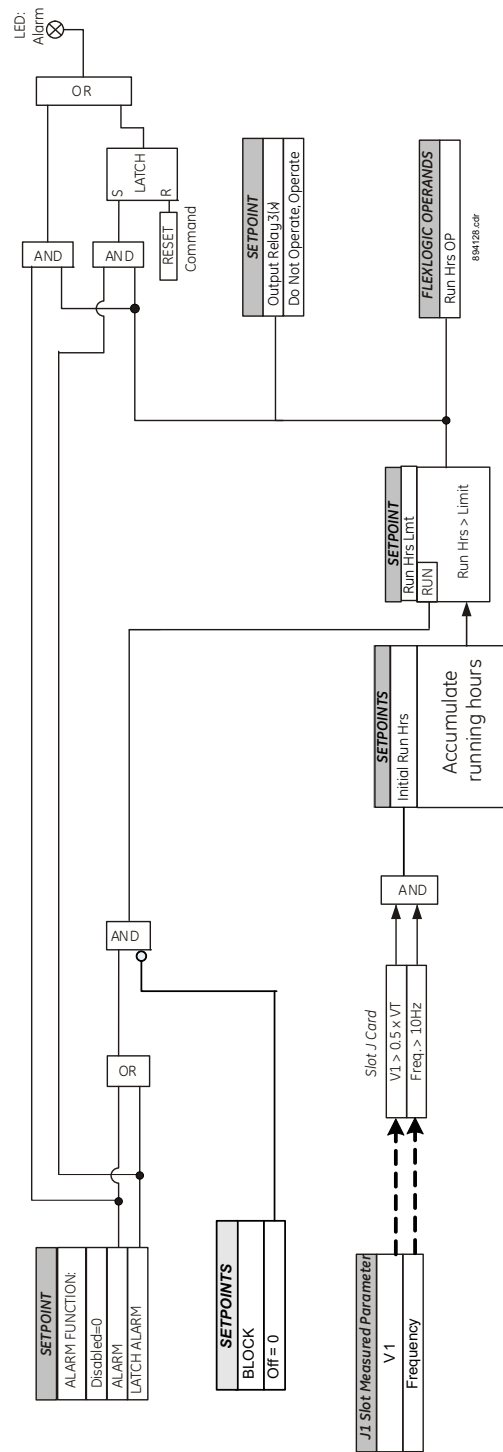 SETPOINT
ALARM FUNCTION:
Disabled=0
ALARM
LATCH ALARM
SETPOINTS
BLOCK
Off = 0
J1 Slot Measured Parameter
V 1
Frequency
OR
AND
Slot J Card
V1 > 0.5 x VT
Freq. > 10Hz
AND
SETPOINTS
Initial Run Hrs
Accumulate
running hours
SETPOINT
Run Hrs Lmt
RUN
Run Hrs > Limit
AND
AND
S
LATCH
R
RESET
Command
OR
LED:
Alarm
SETPOINT
Output Relay 3(x)
Do Not Operate, Operate
FLEXLOGIC OPERANDS
Run Hrs OP
894128.cdr